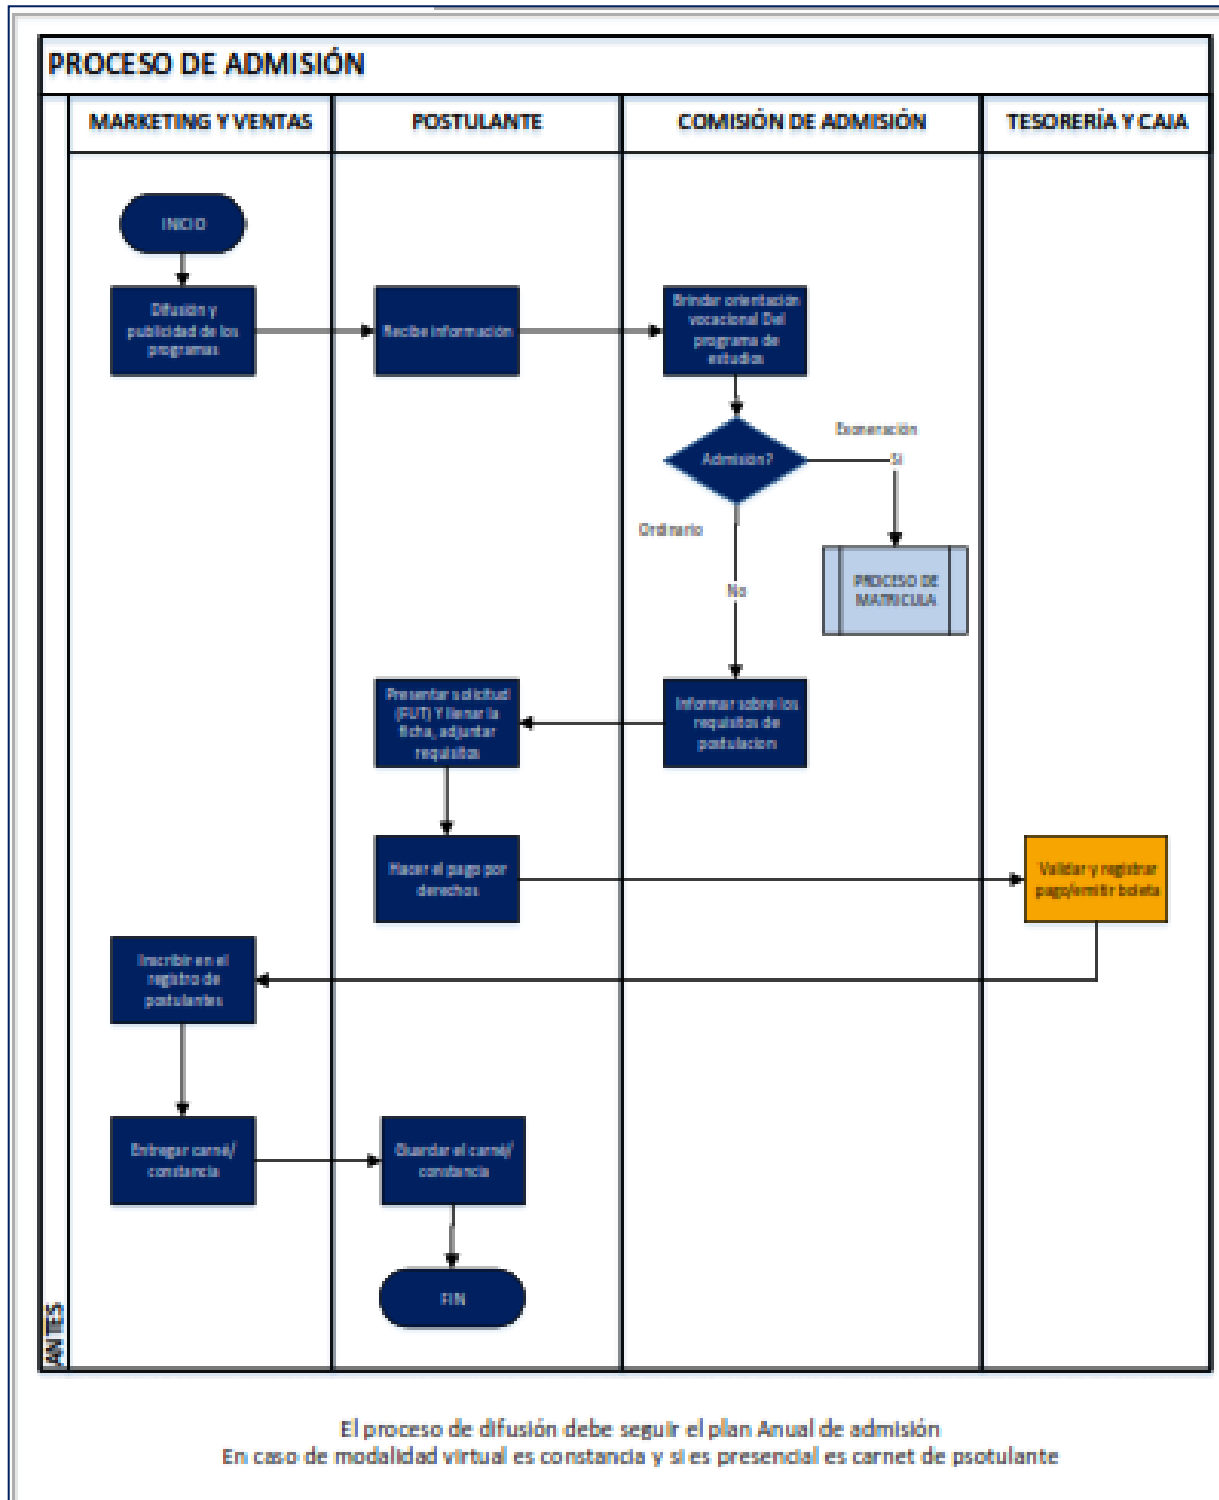 PROCESO DE ADMISIÓN
MARKETING Y VENTAS
POSTULANTE
COMISIÓN DE ADMISIÓN
TESORERÍA Y CAJA
INICIO
Difusión y
publicidad de los
programas
Recibe información
Brindar orientación
vocacional Del
programa de
estudios
Admisión?
Exoneración
Si
Ordinario
No
PROCESO DE
MATRICULA
Presentar solicitud
(FUT) Y llenar la
ficha, adjuntar
requisitos
Informar sobre los
requisitos de
postulacion
Hacer el pago por
derechos
Validar y registrar
pago/emitir boleta
Inscribir en el
registro de
postulantes
Entregar carné/
constancia
Guardar el carné/
constancia
FIN
ANTES
El proceso de difusión debe seguir el plan Anual de admisión
En caso de modalidad virtual es constancia y si es presencial es carnet de psotulante